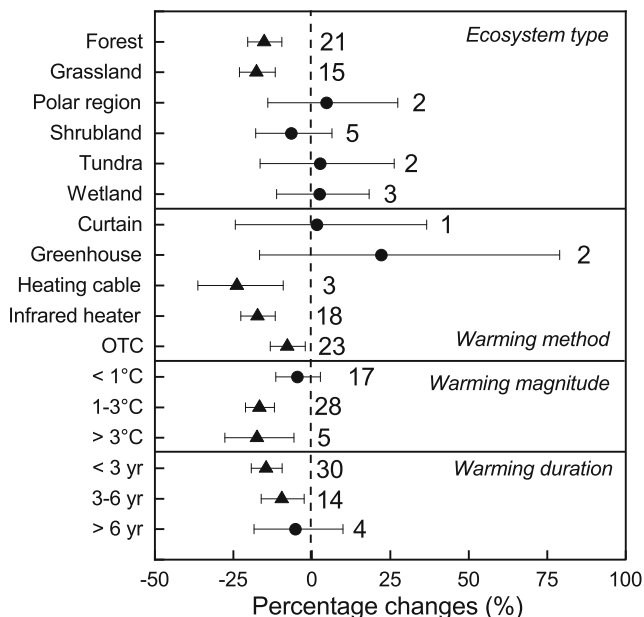 Ecosystem type
Forest 21
Grassland 15
Polar region 2
Shrubland 5
Tundra 2
Wetland 3
Curtain 1
Greenhouse 2
Heating cable 3
Infrared heater 18
OTC 23
Warming method
< 1°C 17
Warming magnitude
1-3°C 28
> 3°C 5
< 3 yr 30
Warming duration
3-6 yr 14
> 6 yr 4
-50 -25 0 25 50 75 100
Percentage changes (%)